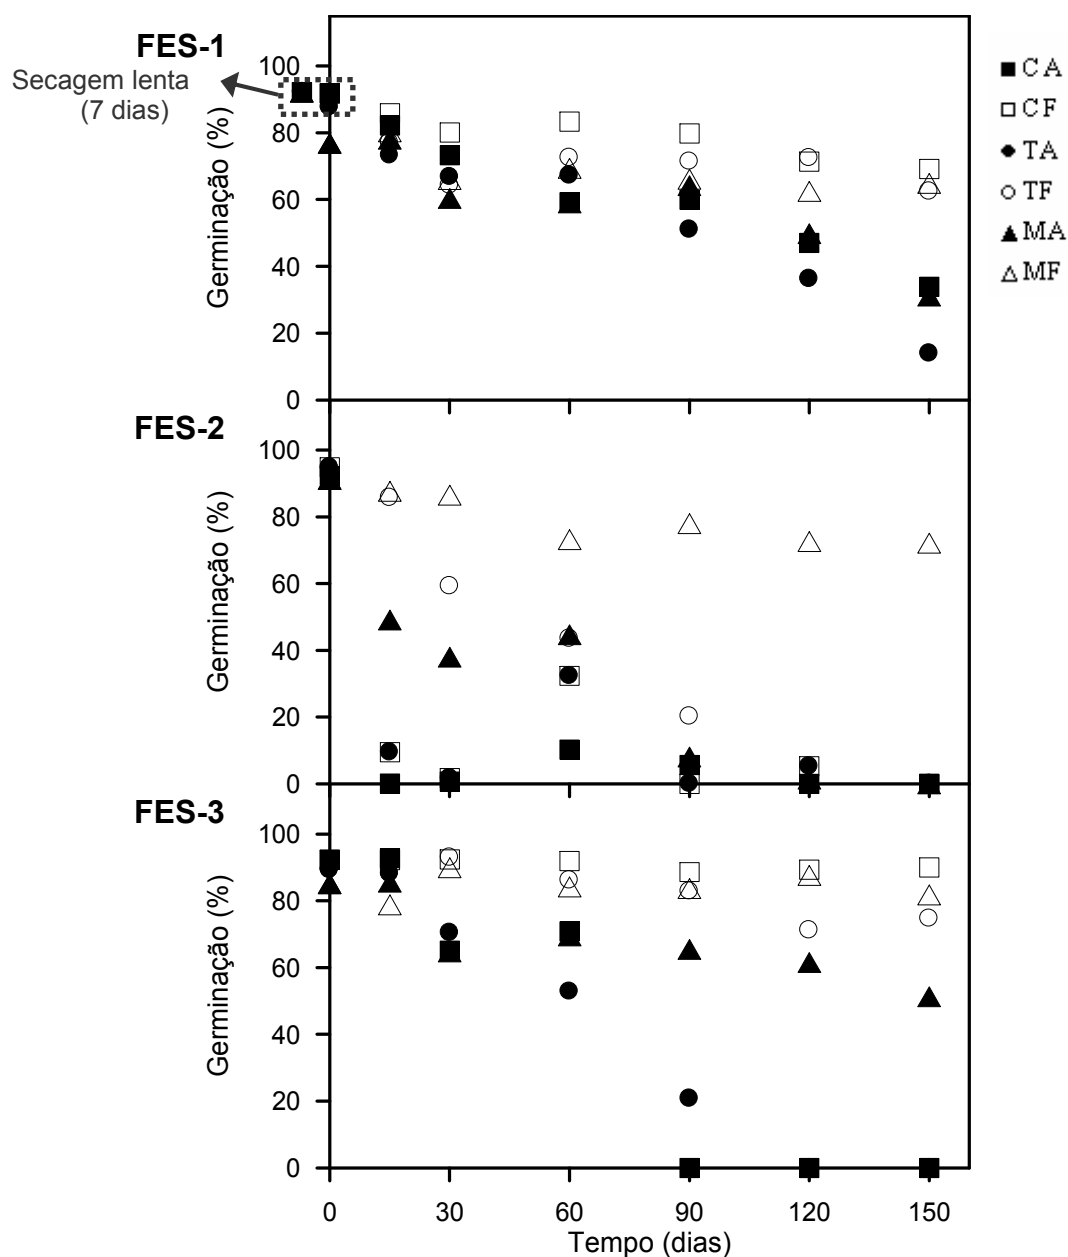 FES-1
Secagem lenta
(7 dias)
Germinação (%)
100
80
60
40
20
0
CA
CF
TA
TF
MA
MF
FES-2
Germinação (%)
100
80
60
40
20
0
FES-3
Germinação (%)
100
80
60
40
20
0
0 30 60 90 120 150
Tempo (dias)